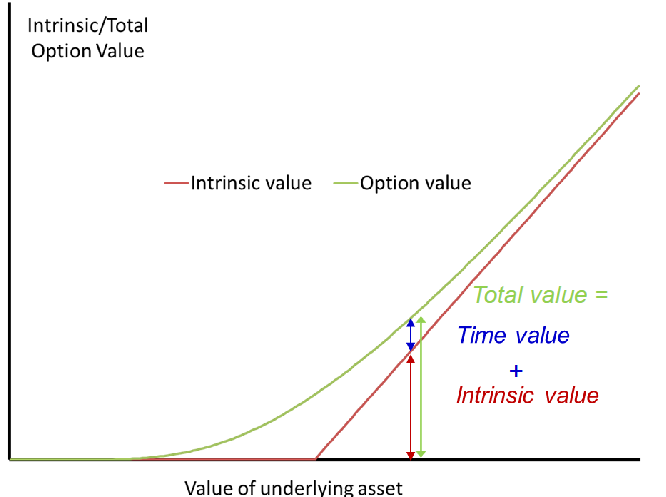 Intrinsic/Total
Option Value
Intrinsic value
Option value
Total value =
Time value
+
Intrinsic value
Value of underlying asset